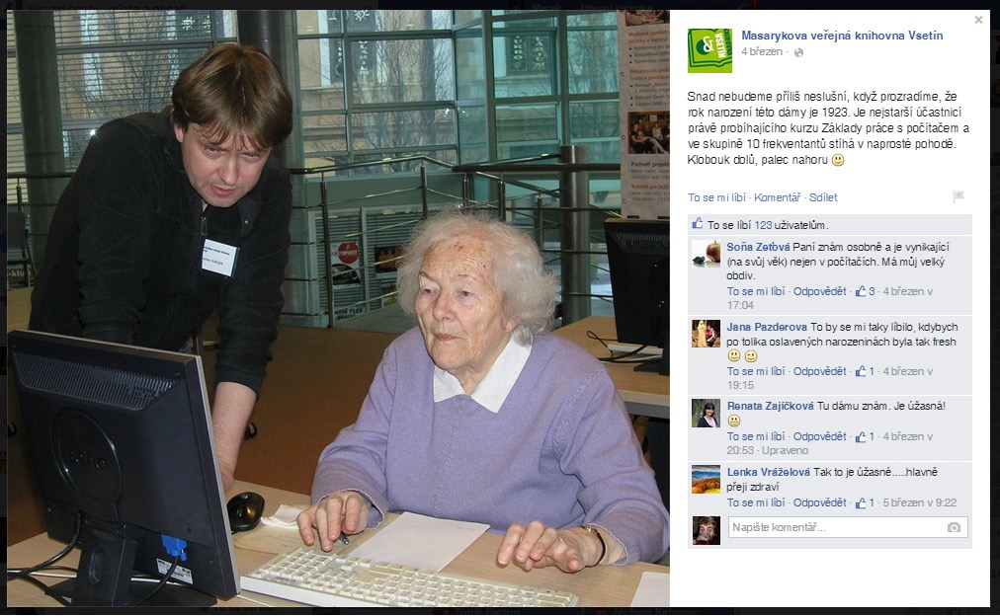 Masarykova veřejná knihovna Vsetín
4 březen ·
Snad nebudeme příliš neslušní, když prozradíme, že
rok narození této dámy je 1923. Je nejstarší účastnicí
právě probíhajícího kurzu Základy práce s počítačem a
ve skupině 10 frekventantů stíhá v naprosté pohodě.
Klobouk dolů, palec nahoru
To se mi líbí · Komentář · Sdílet
To se líbí 123 uživatelům.
Soňa Zeťová Paní znám osobně a je vynikající
(na svůj věk) nejen v počítačích. Má můj velký
obdiv.
To se mi líbí · Odpovědět · 3 · 4 březen v
17:04
Jana Pazderova To by se mi taky líbilo, kdybych
po tolika oslavených narozeninách byla tak fresh
To se mi líbí · Odpovědět · 1 · 4 březen v
19:15
Renata Zajíčková Tu dámu znám. Je úžasná!
To se mi líbí · Odpovědět · 1 · 4 březen v
20:53 · Upraveno
Lenka Vráželová Tak to je úžasné.....hlavně
přeji zdraví
To se mi líbí · Odpovědět · 1 · 5 březen v 9:22
Napište komentář...